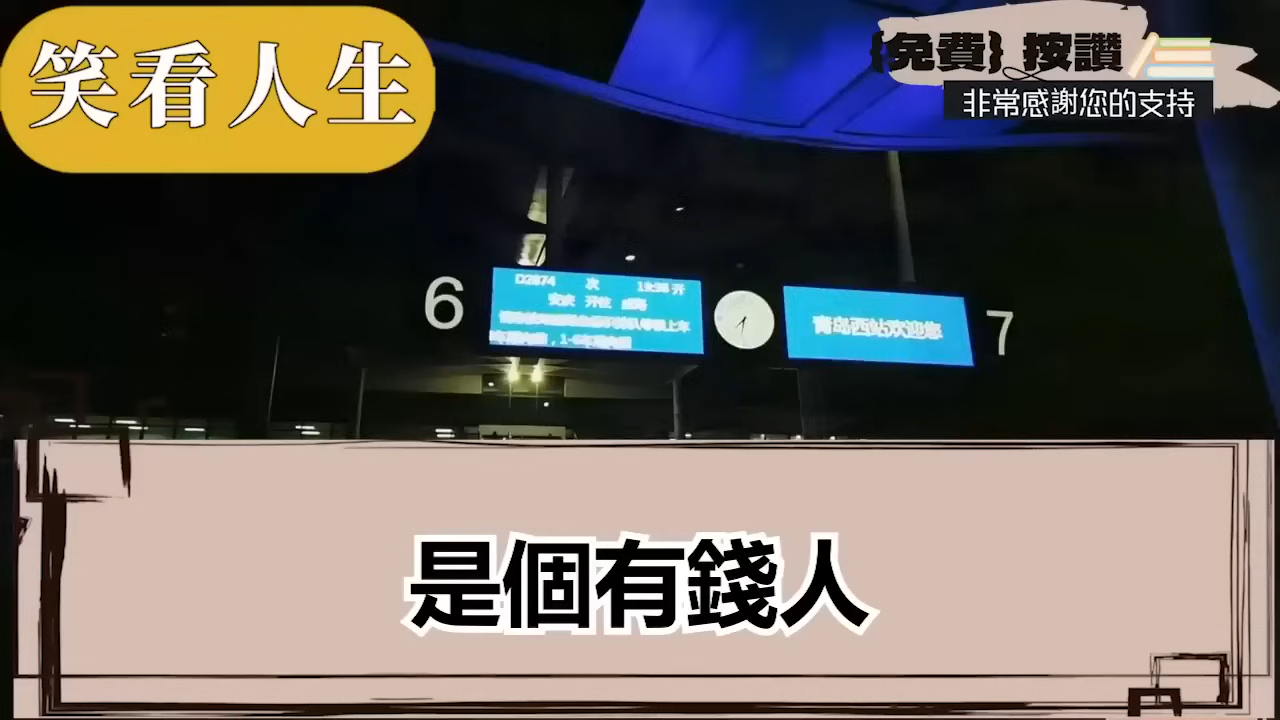 笑看人生
{免費} 按讚
非常感謝您的支持
6
D2874 次
开
青岛西站欢迎您
7
是個有錢人